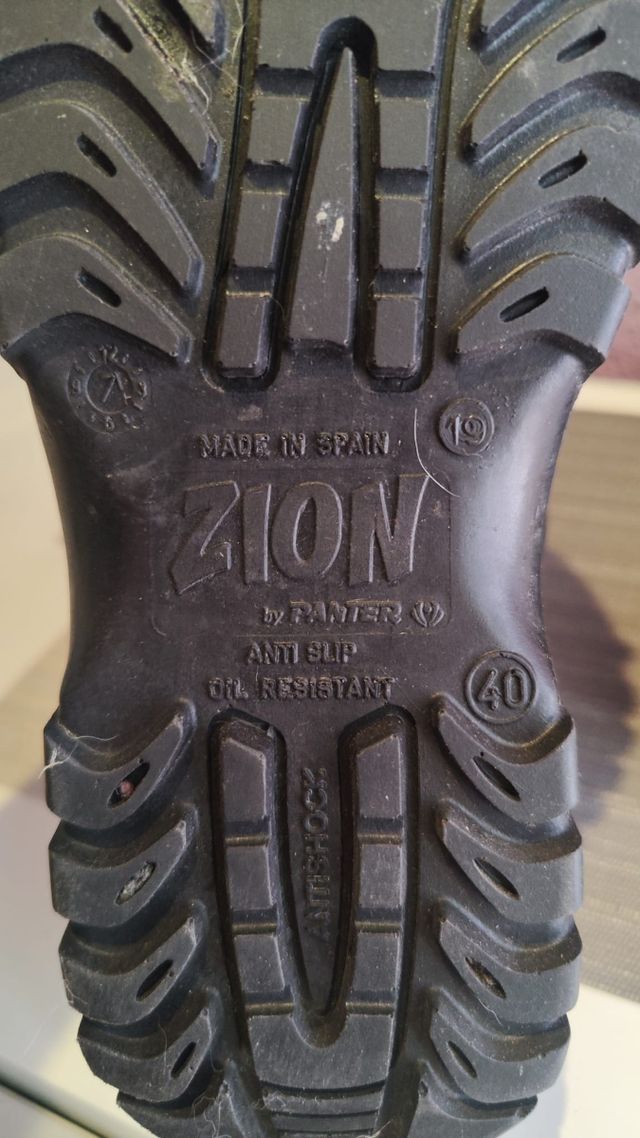 MADE IN SPAIN
19
ZION
by PANTER
ANTI SLIP
OIL RESISTANT
40
ANTISHOCK